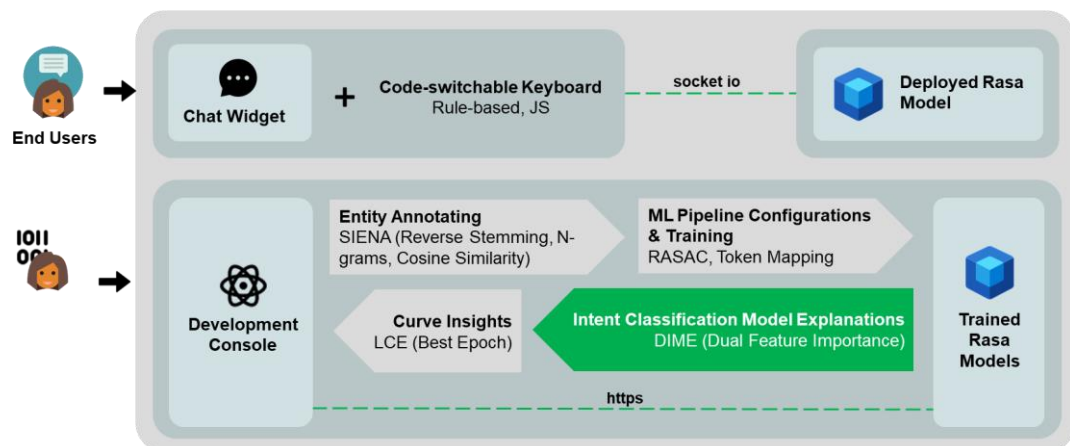 End Users
Chat Widget
+
Code-switchable Keyboard
Rule-based, JS
socket io
Deployed Rasa
Model
1011
Development
Console
Entity Annotating
SIENA (Reverse Stemming, N-
grams, Cosine Similarity)
ML Pipeline Configurations
& Training
RASAC, Token Mapping
Curve Insights
LCE (Best Epoch)
Intent Classification Model Explanations
DIME (Dual Feature Importance)
Trained
Rasa
Models
https